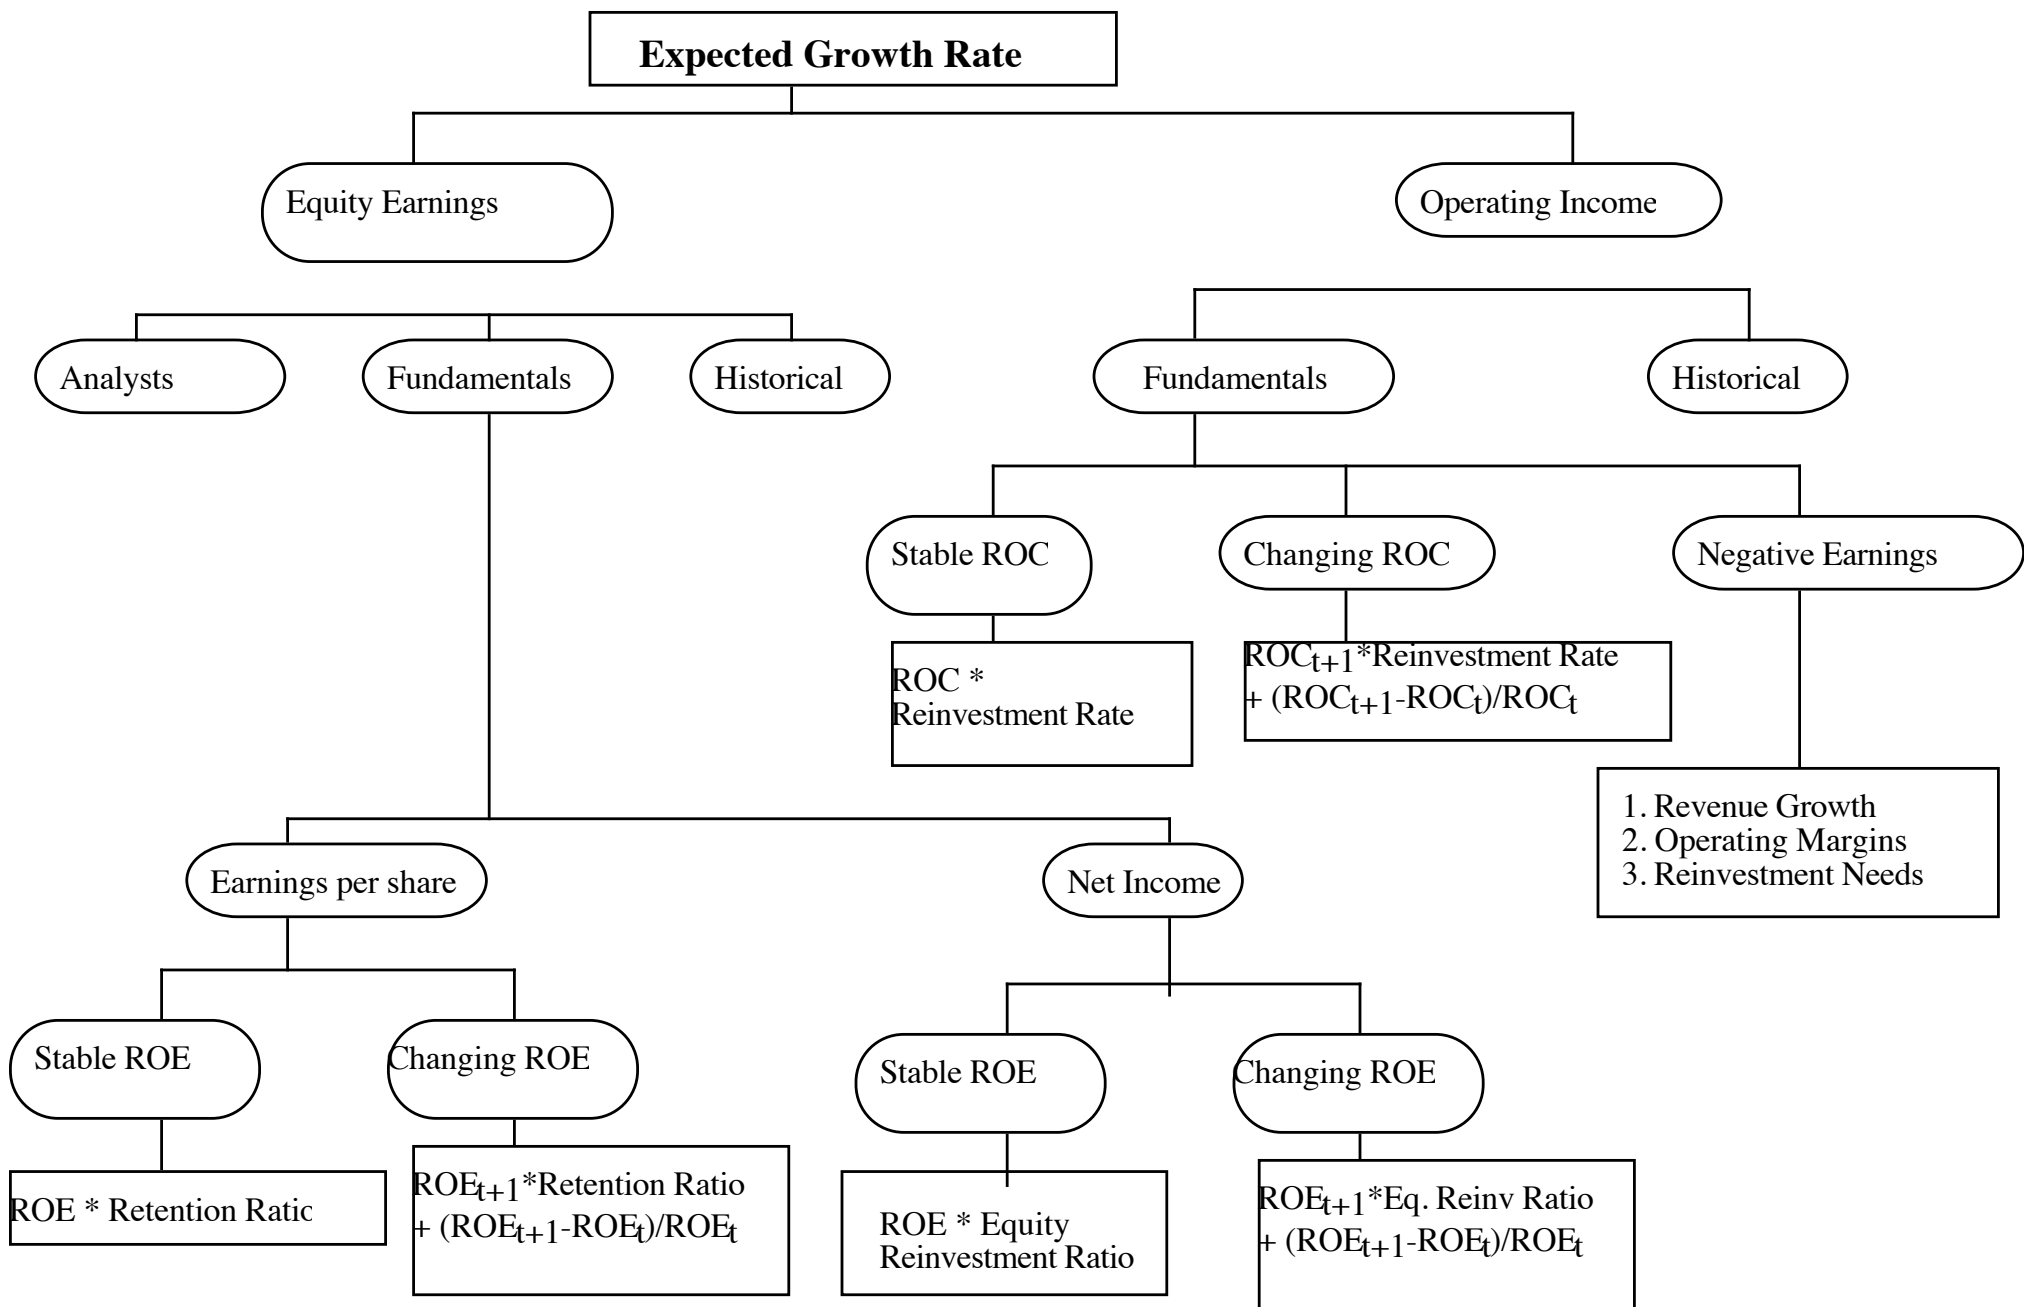 Expected Growth Rate
Equity Earnings
Operating Income
Analysts
Fundamentals
Historical
Fundamentals
Historical
Stable ROC
Changing ROC
Negative Earnings
ROC *
Reinvestment Rate
ROCt+1*Reinvestment Rate
+ (ROCt+1-ROCt)/ROCt
1. Revenue Growth
2. Operating Margins
3. Reinvestment Needs
Earnings per share
Net Income
Stable ROE
Changing ROE
Stable ROE
Changing ROE
ROE * Retention Ratio
ROEt+1*Retention Ratio
+ (ROEt+1-ROEt)/ROEt
ROE * Equity
Reinvestment Ratio
ROEt+1*Eq. Reinv Ratio
+ (ROEt+1-ROEt)/ROEt